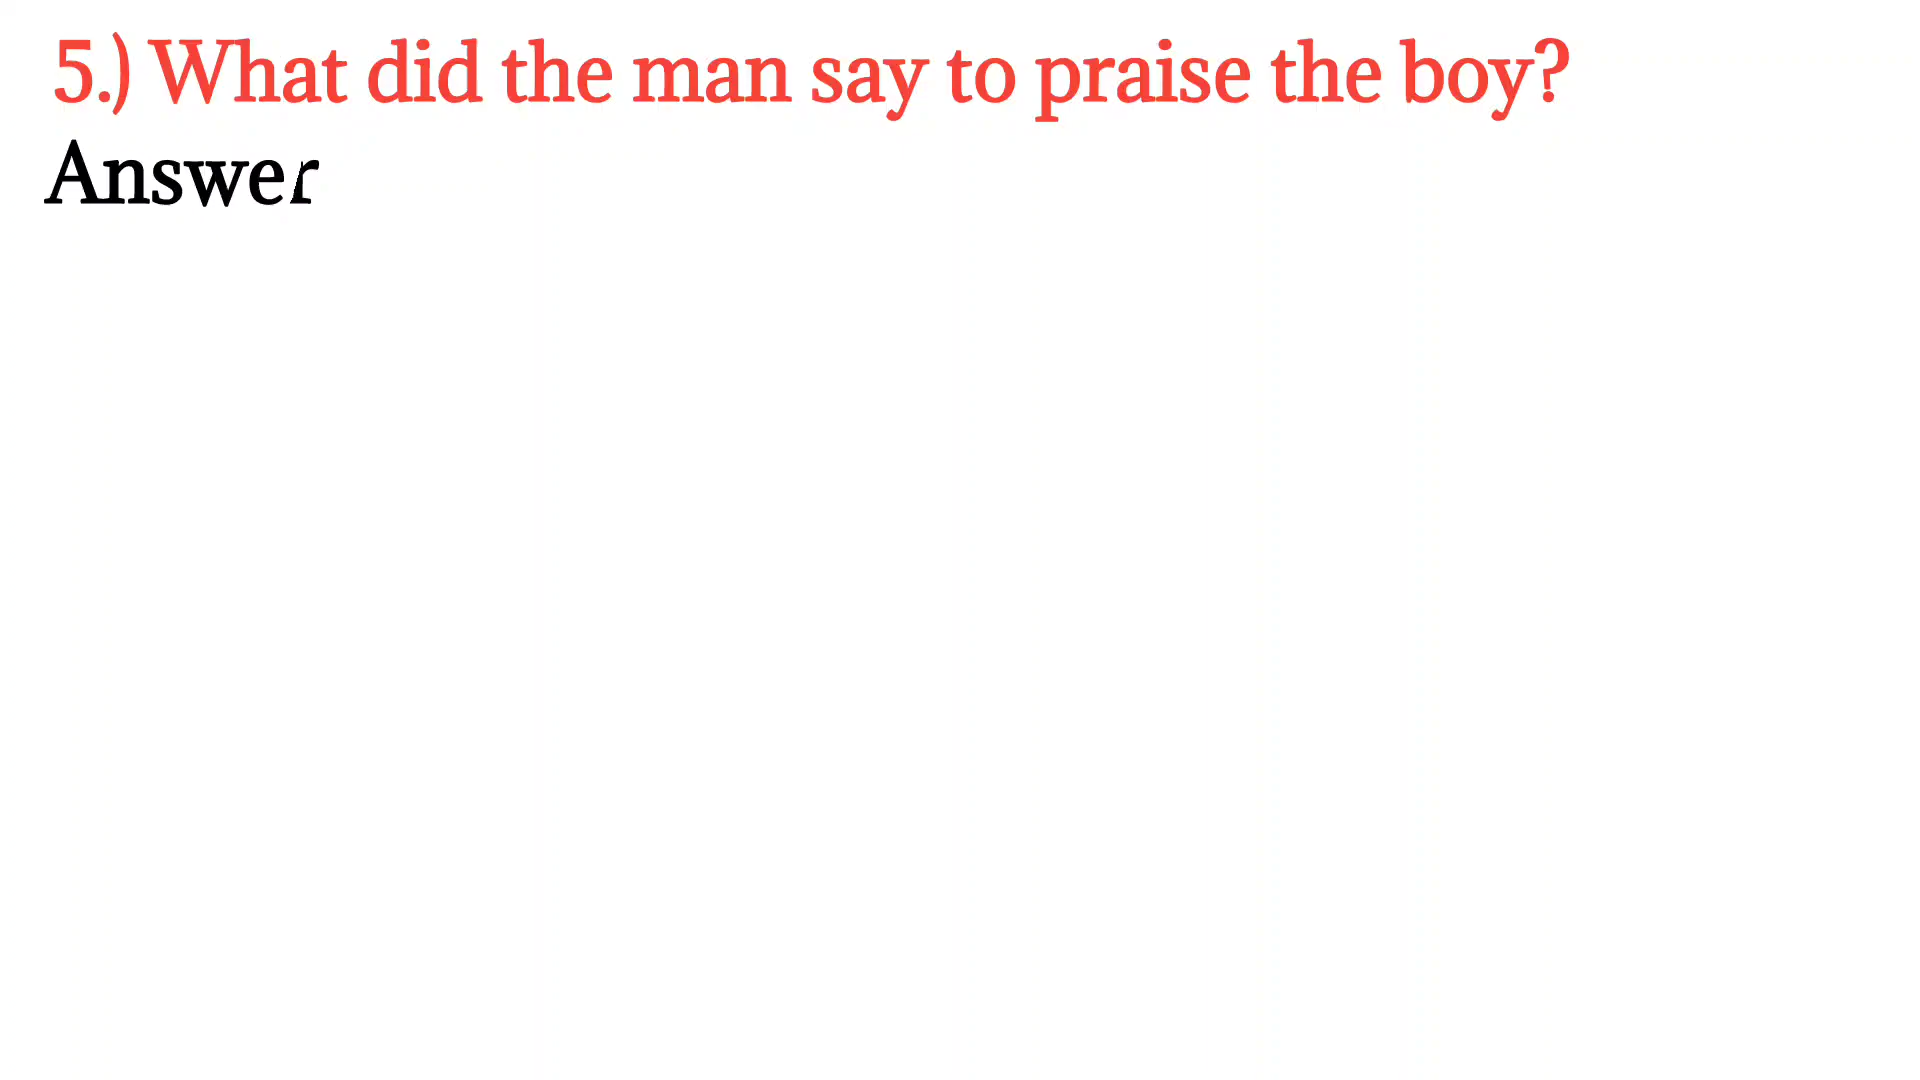 5.) What did the man say to praise the boy?
Answer